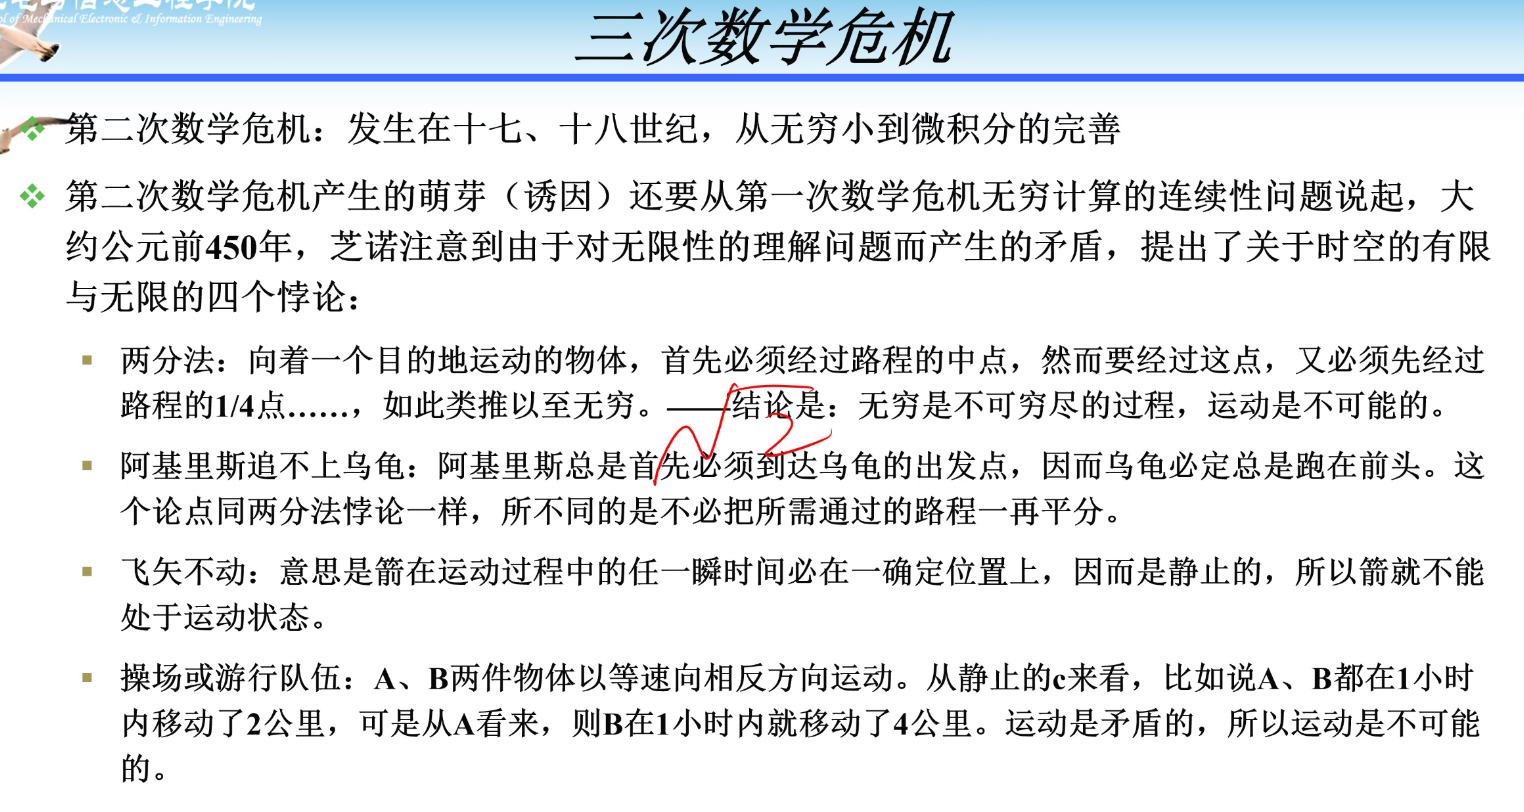 of Mechanical Electronic & Information Engineering
三次数学危机
第二次数学危机：发生在十七、十八世纪，从无穷小到微积分的完善
第二次数学危机产生的萌芽（诱因）还要从第一次数学危机无穷计算的连续性问题说起，大
约公元前450年，芝诺注意到由于对无限性的理解问题而产生的矛盾，提出了关于时空的有限
与无限的四个悖论：
两分法：向着一个目的地运动的物体，首先必须经过路程的中点，然而要经过这点，又必须先经过
路程的1/4点……，如此类推以至无穷。——结论是：无穷是不可穷尽的过程，运动是不可能的。
√2
阿基里斯追不上乌龟：阿基里斯总是首先必须到达乌龟的出发点，因而乌龟必定总是跑在前头。这
个论点同两分法悖论一样，所不同的是不必把所需通过的路程一再平分。
飞矢不动：意思是箭在运动过程中的任一瞬时间必在一确定位置上，因而是静止的，所以箭就不能
处于运动状态。
操场或游行队伍：A、B两件物体以等速向相反方向运动。从静止的c来看，比如说A、B都在1小时
内移动了2公里，可是从A看来，则B在1小时内就移动了4公里。运动是矛盾的，所以运动是不可能
的。